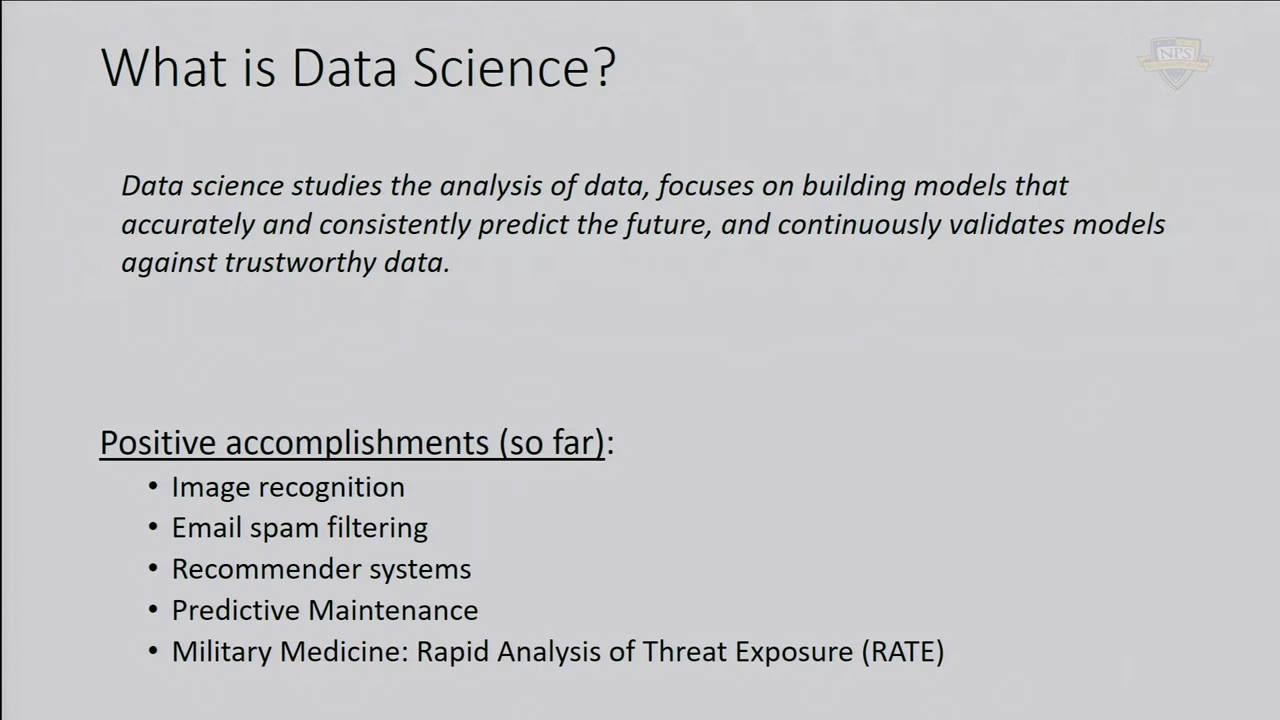 What is Data Science?
NPS
Data science studies the analysis of data, focuses on building models that
accurately and consistently predict the future, and continuously validates models
against trustworthy data.
Positive accomplishments (so far):
• Image recognition
• Email spam filtering
• Recommender systems
• Predictive Maintenance
• Military Medicine: Rapid Analysis of Threat Exposure (RATE)